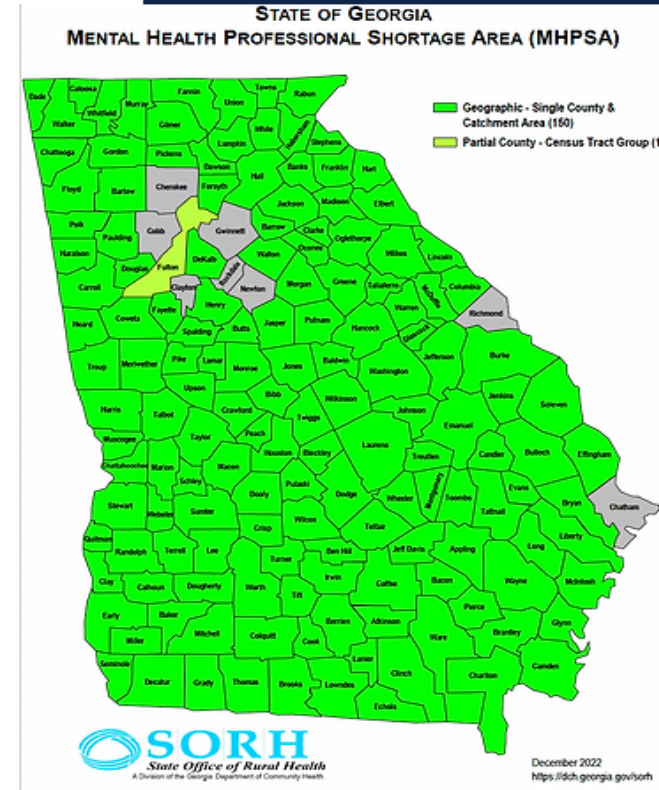 STATE OF GEORGIA
MENTAL HEALTH PROFESSIONAL SHORTAGE AREA (MHPSA)
Geographic - Single County &
Catchment Area (150)
Partial County - Census Tract Group (1
Dade
Catoosa
Whitfield
Murray
Fannin
Union
Towns
Rabun
Walker
Gilmer
White
Habersham
Stephens
Lumpkin
Chattooga
Gordon
Pickens
Dawson
Banks
Franklin
Hart
Floyd
Bartow
Cherokee
Forsyth
Hall
Jackson
Madison
Elbert
Polk
Paulding
Cobb
Gwinnett
Barrow
Clarke
Oconee
Oglethorpe
Wilkes
Lincoln
Haralson
Douglas
Fulton
DeKalb
Walton
Carroll
Clayton
Rockdale
Newton
Morgan
Greene
Taliaferro
McDuffie
Columbia
Warren
Richmond
Heard
Coweta
Fayette
Henry
Spalding
Butts
Jasper
Putnam
Hancock
Glascock
Jefferson
Burke
Troup
Meriwether
Pike
Lamar
Monroe
Jones
Baldwin
Washington
Upson
Bibb
Wilkinson
Jenkins
Screven
Harris
Talbot
Crawford
Twiggs
Johnson
Emanuel
Muscogee
Taylor
Peach
Houston
Bleckley
Laurens
Treutlen
Candler
Bulloch
Effingham
Chattahoochee
Marion
Macon
Schley
Pulaski
Dooly
Dodge
Wheeler
Montgomery
Toombs
Tattnall
Evans
Bryan
Chatham
Stewart
Webster
Sumter
Wilcox
Crisp
Telfair
Liberty
Quitman
Randolph
Terrell
Lee
Turner
Ben Hill
Jeff Davis
Appling
Long
Clay
Calhoun
Dougherty
Worth
Tift
Irwin
Coffee
Bacon
Wayne
McIntosh
Early
Baker
Miller
Mitchell
Colquitt
Cook
Berrien
Atkinson
Ware
Pierce
Brantley
Glynn
Seminole
Decatur
Grady
Thomas
Brooks
Lowndes
Lanier
Clinch
Echols
Charlton
Camden
SORH
State Office of Rural Health
A Division of the Georgia Department of Community Health
December 2022
https://dch.georgia.gov/sorh